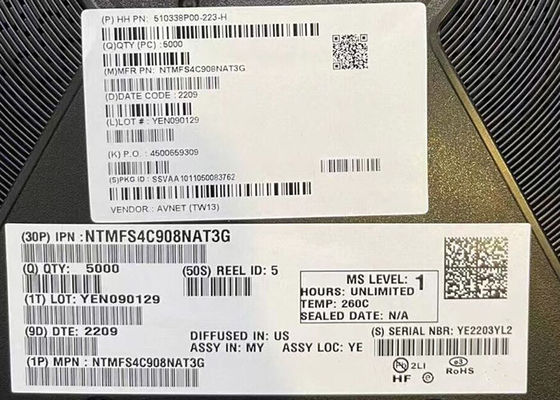 (P) HH PN: 510338P00-223-H
(Q)QTY (PC) :5000
(M)MFR PN: NTMFS4C908NAT3G
(D)DATE CODE : 2209
(L)LOT # : YEN090129
(K) P.O. : 4500659309
(S)PKG ID : SSVAA1011050083762
VENDOR : AVNET (TW13)
(30P) IPN :NTMFS4C908NAT3G
(Q) QTY: 5000 (50S) REEL ID: 5
(1T) LOT: YEN090129
(9D) DTE: 2209
(1P) MPN : NTMFS4C908NAT3G
MS LEVEL: 1
HOURS: UNLIMITED
TEMP: 260C
SEALED DATE: N/A
DIFFUSED IN: US
ASSY IN: MY ASSY LOC: YE
(S) SERIAL NBR: YE2203YL2
Pb 2LI
HF e
e3
RoHS